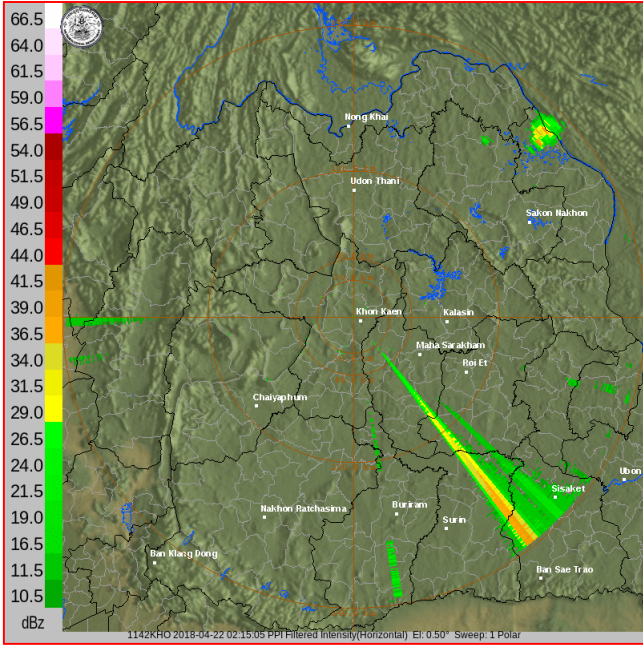 66.5
64.0
61.5
59.0
56.5
54.0
51.5
49.0
46.5
44.0
41.5
39.0
36.5
34.0
31.5
29.0
26.5
24.0
21.5
19.0
16.5
14.0
11.5
10.5
dBz
Nong Khai
Udon Thani
Sakon Nakhon
Khon Kaen
Kalasin
Maha Sarakham
Roi Et
Chaiyaphum
Ubon
Sisaket
Nakhon Ratchasima
Buriram
Surin
Ban Klang Dong
Ban Sae Trao
1142KHO 2018-04-22 02:15:05 PPI Filtered Intensity(Horizontal) El: 0.50° Sweep: 1 Polar